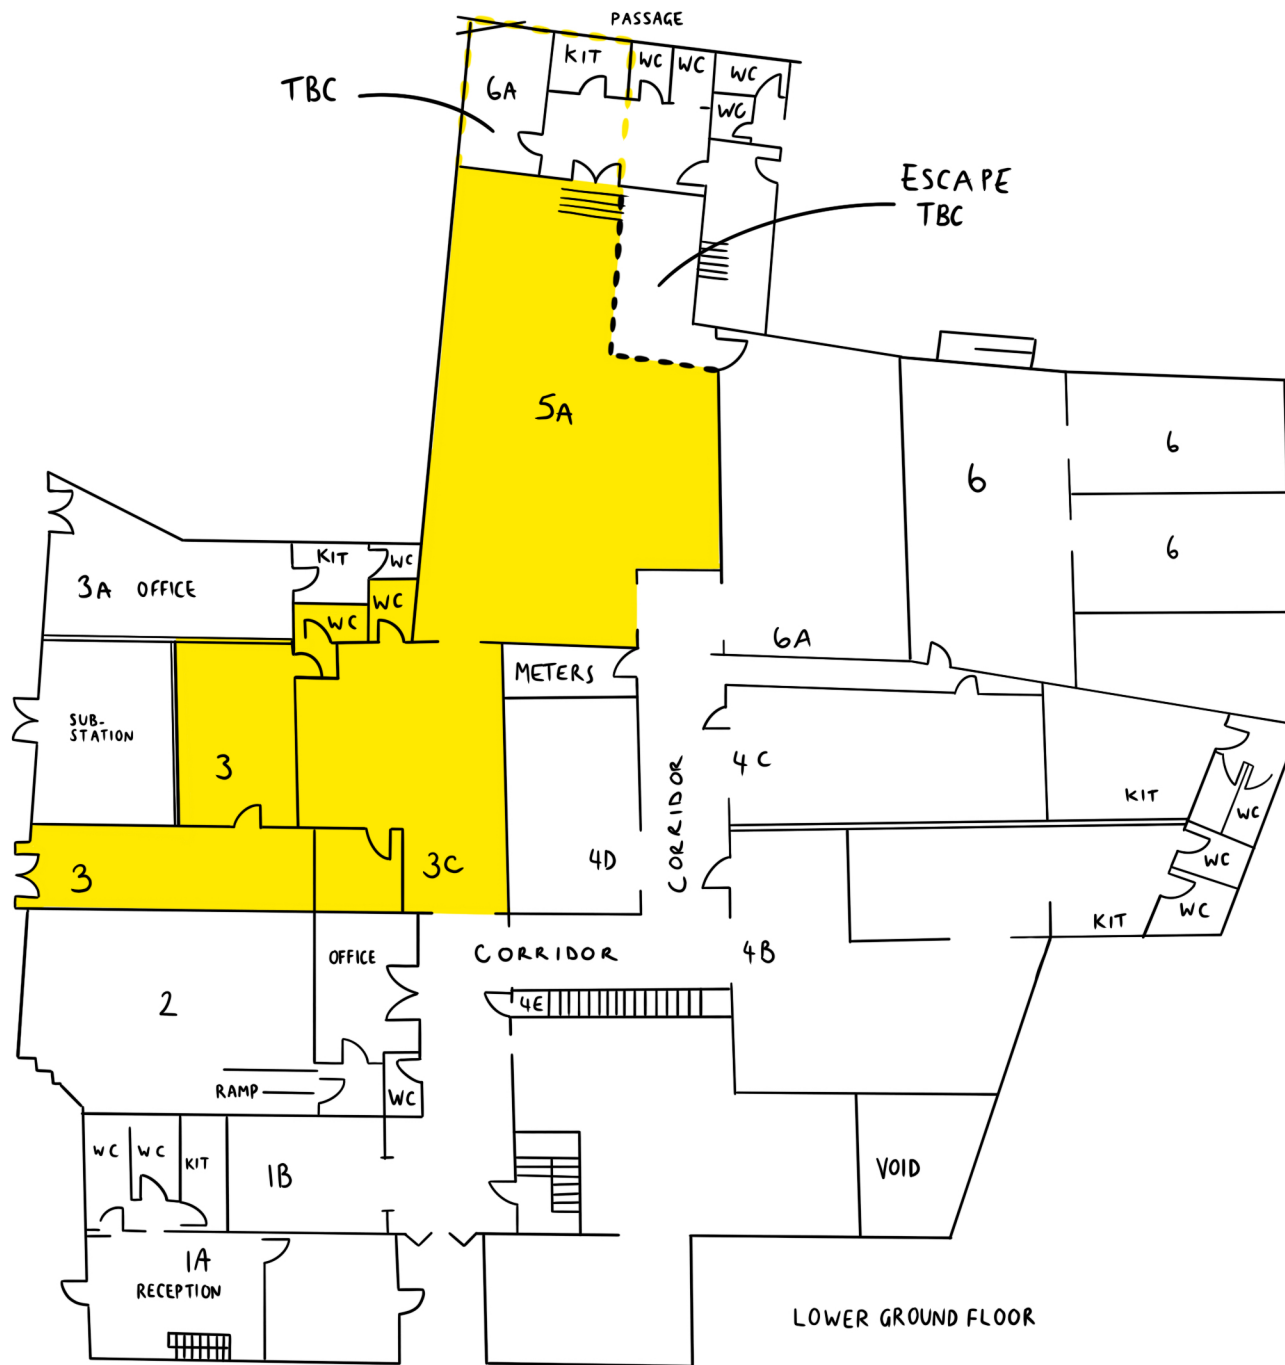 PASSAGE
KIT
WC
WC
WC
6A
TBC
WC
ESCAPE
TBC
5A
6
6
6
KIT
WC
3A OFFICE
WC
WC
6A
METERS
SUB-
STATION
3
4C
KIT
WC
CORRIDOR
3
3C
4D
WC
WC
KIT
OFFICE
CORRIDOR
4B
2
4E
RAMP
WC
WC
WC
KIT
1B
VOID
1A
RECEPTION
LOWER GROUND FLOOR